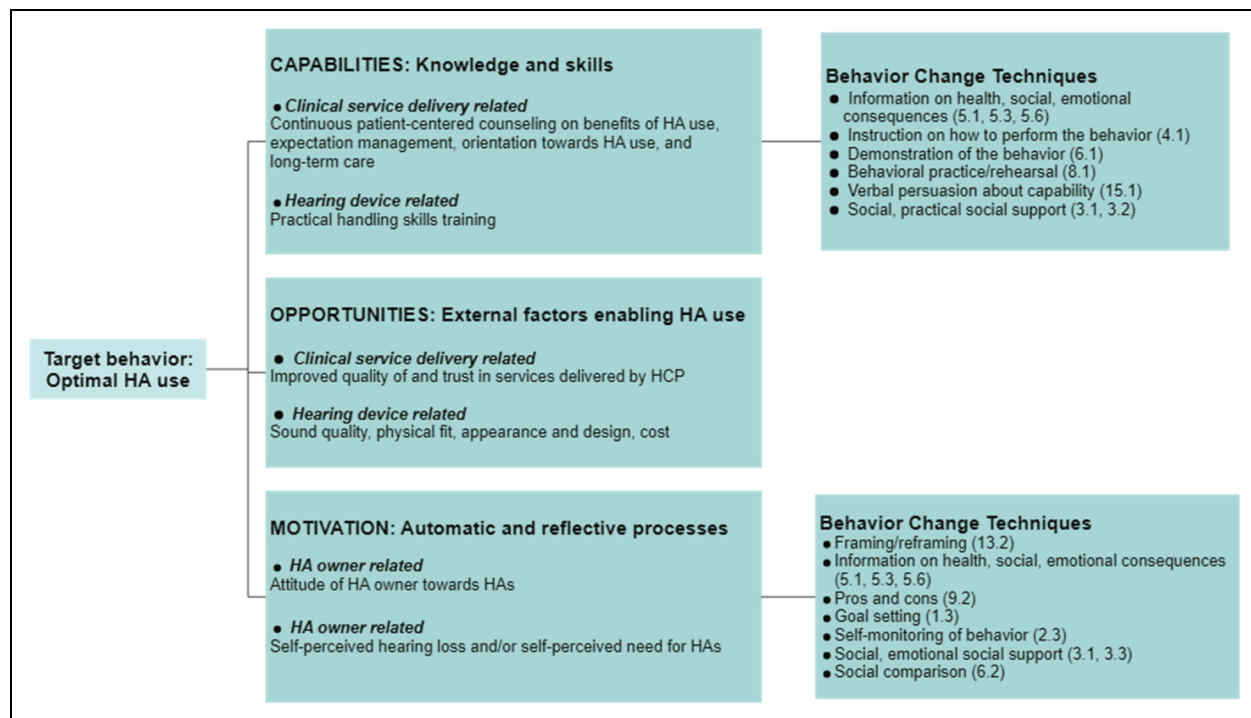 CAPABILITIES: Knowledge and skills
● Clinical service delivery related
Continuous patient-centered counseling on benefits of HA use,
expectation management, orientation towards HA use, and
long-term care
● Hearing device related
Practical handling skills training
Behavior Change Techniques
● Information on health, social, emotional
consequences (5.1, 5.3, 5.6)
● Instruction on how to perform the behavior (4.1)
● Demonstration of the behavior (6.1)
● Behavioral practice/rehearsal (8.1)
● Verbal persuasion about capability (15.1)
● Social, practical social support (3.1, 3.2)
Target behavior:
Optimal HA use
OPPORTUNITIES: External factors enabling HA use
● Clinical service delivery related
Improved quality of and trust in services delivered by HCP
● Hearing device related
Sound quality, physical fit, appearance and design, cost
MOTIVATION: Automatic and reflective processes
● HA owner related
Attitude of HA owner towards HAs
● HA owner related
Self-perceived hearing loss and/or self-perceived need for HAs
Behavior Change Techniques
● Framing/reframing (13.2)
● Information on health, social, emotional consequences
(5.1, 5.3, 5.6)
● Pros and cons (9.2)
● Goal setting (1.3)
● Self-monitoring of behavior (2.3)
● Social, emotional social support (3.1, 3.3)
● Social comparison (6.2)